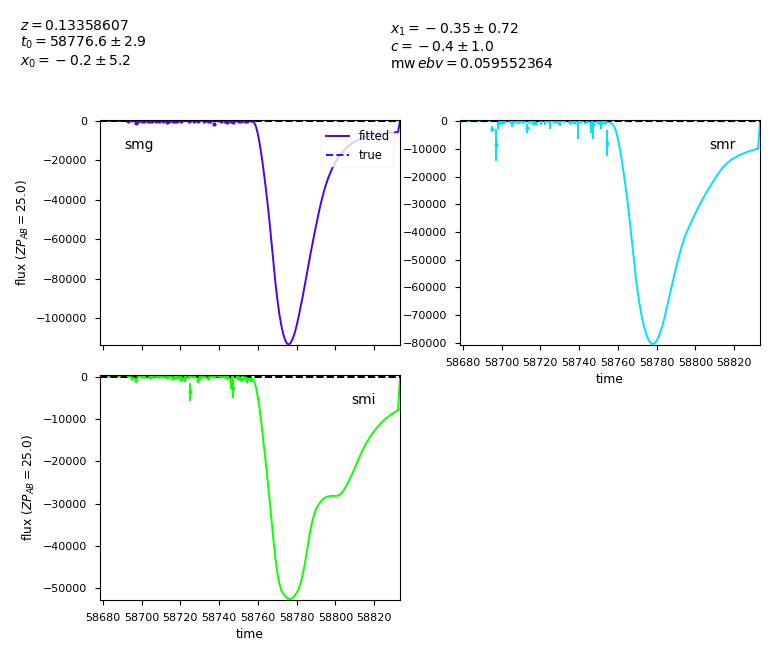 z = 0.13358607
t₀ = 58776.6 ± 2.9
x₀ = −0.2 ± 5.2
x₁ = −0.35 ± 0.72
c = −0.4 ± 1.0
mw ebv = 0.059552364
smg
fitted
true
0
−20000
−40000
−60000
−80000
−100000
flux (ZP_AB = 25.0)
smr
0
−10000
−20000
−30000
−40000
−50000
−60000
−70000
−80000
58680 58700 58720 58740 58760 58780 58800 58820
time
smi
0
−10000
−20000
−30000
−40000
−50000
flux (ZP_AB = 25.0)
58680 58700 58720 58740 58760 58780 58800 58820
time